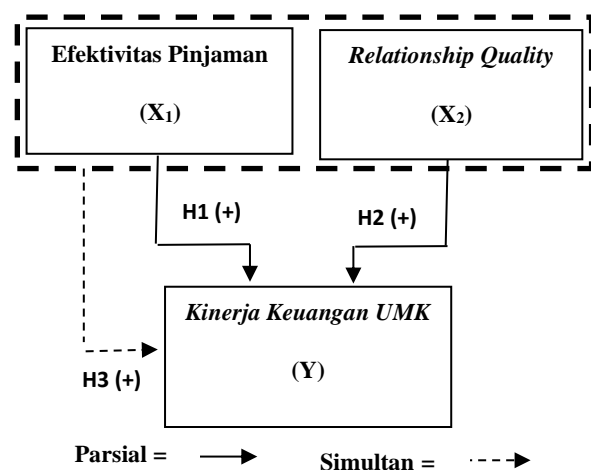 Efektivitas Pinjaman
(X₁)
Relationship Quality
(X₂)
H1 (+)
H2 (+)
Kinerja Keuangan UMK
(Y)
H3 (+)
Parsial =
Simultan =